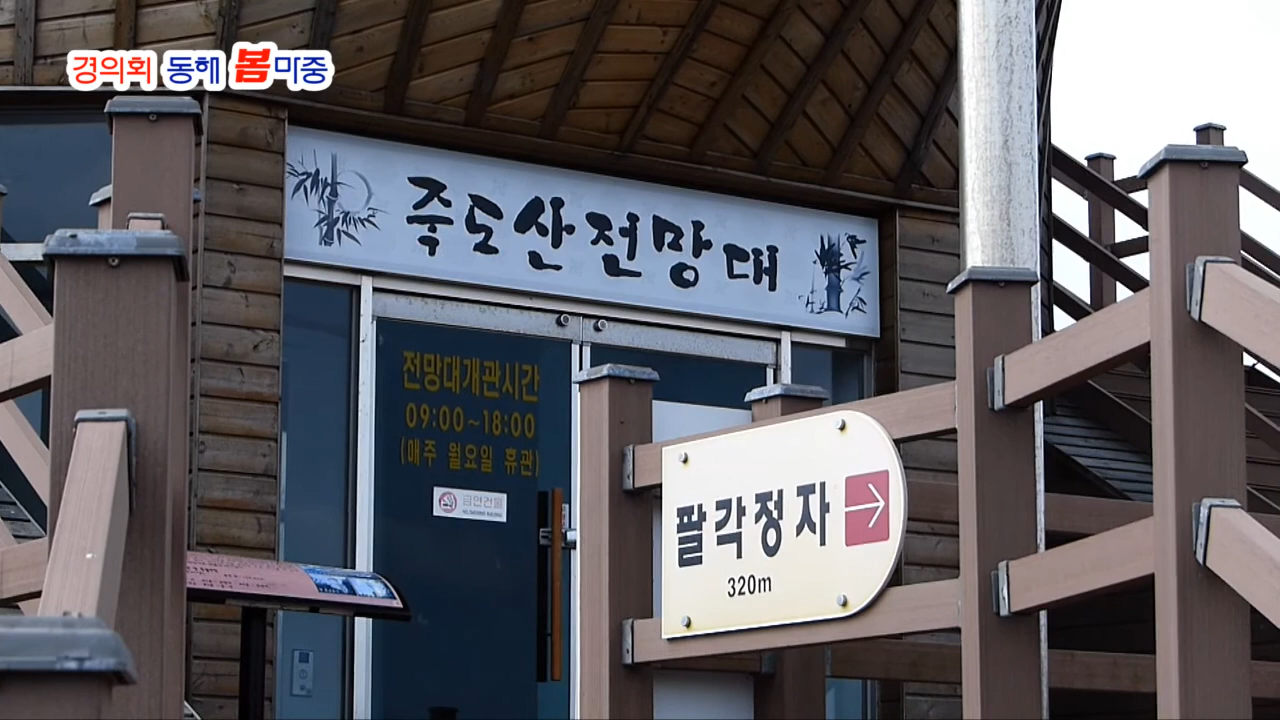 경의회 동해 봄마중
죽도산전망대
전망대개관시간
09:00~18:00
(매주 월요일 휴관)
금연건물
팔각정자 →
320m